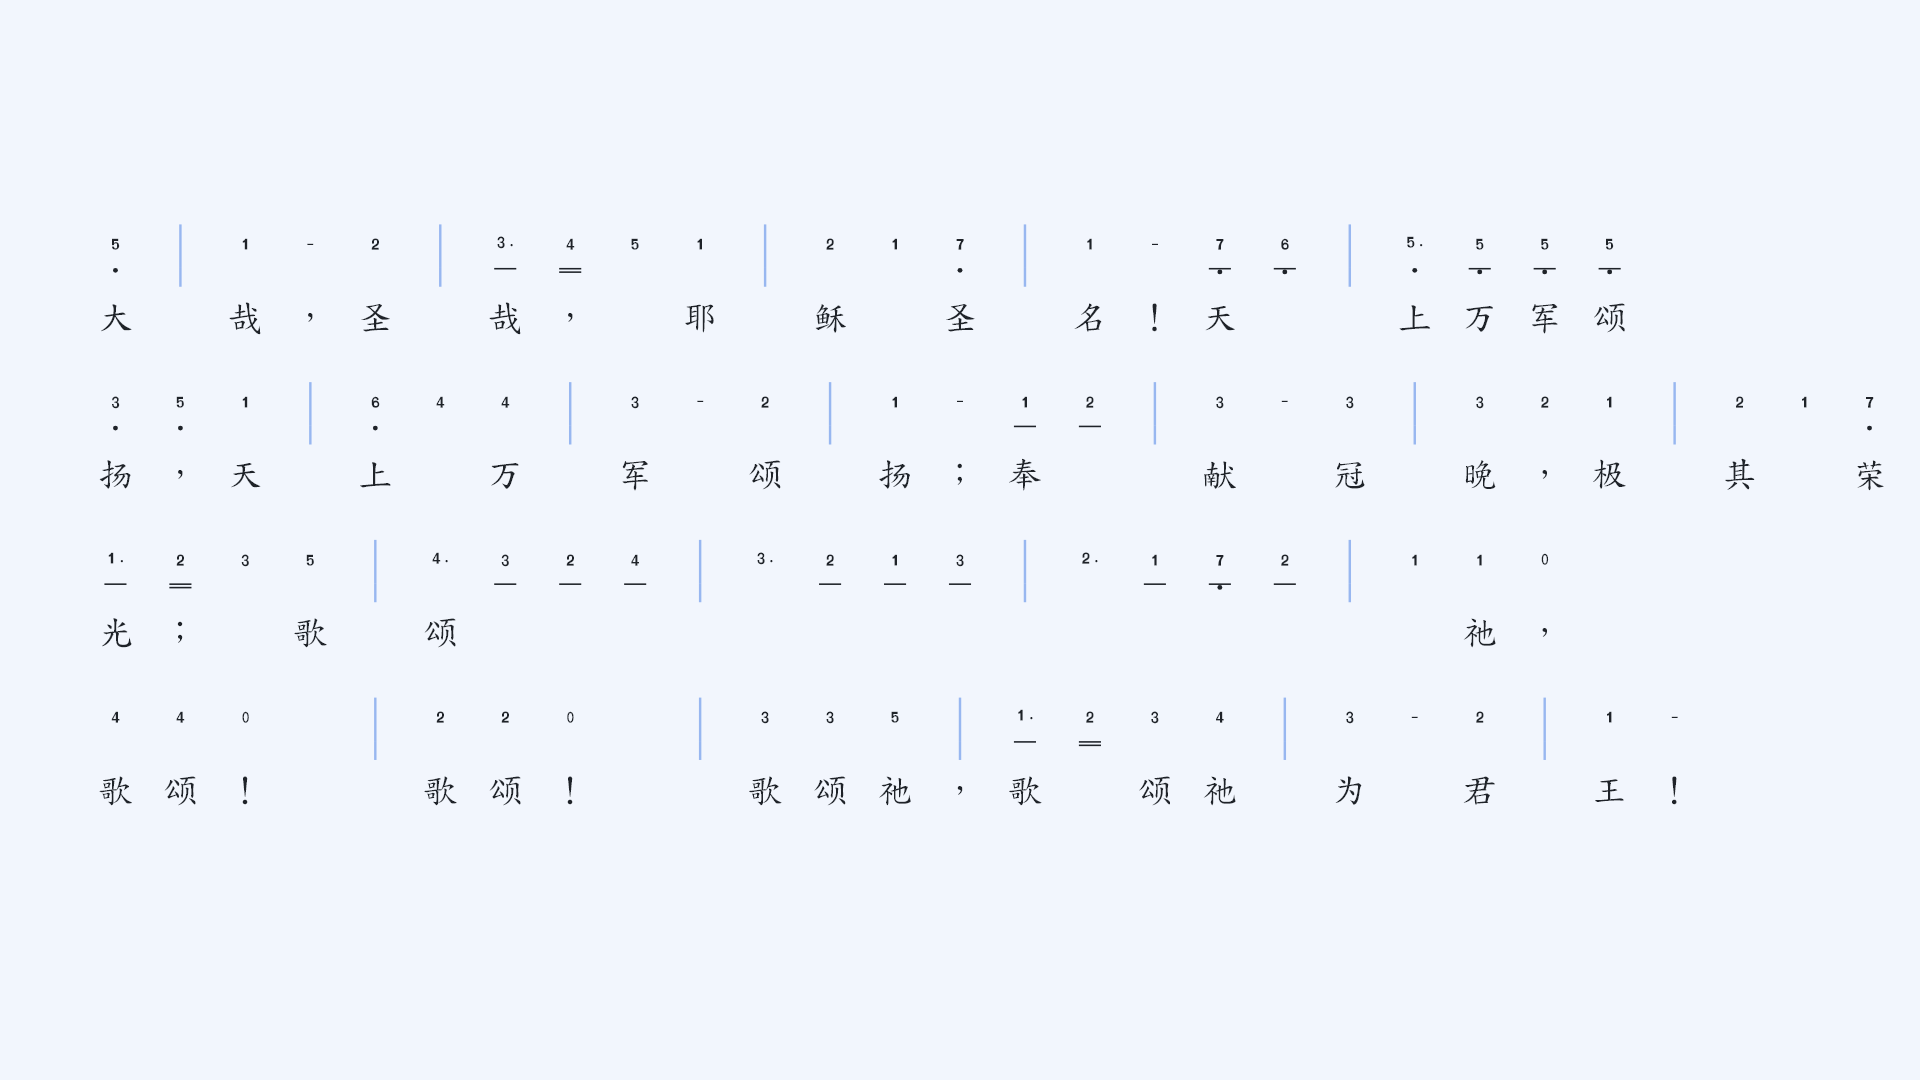 5 | 1 - 2 | 3. 4 5 1 | 2 1 7 | 1 - 7 6 | 5. 5 5 5
大哉，圣哉，耶稣圣名！天上万军颂
3 5 1 | 6 4 4 | 3 - 2 | 1 - 1 2 | 3 - 3 | 3 2 1 | 2 1 7
扬，天上万军颂扬；奉献冠晚，极其荣
1. 2 3 5 | 4. 3 2 4 | 3. 2 1 3 | 2. 1 7 2 | 1 1 0
光；歌颂祂，
4 4 0 | 2 2 0 | 3 3 5 | 1. 2 3 4 | 3 - 2 | 1 -
歌颂！歌颂！歌颂祂，歌颂祂为君王！